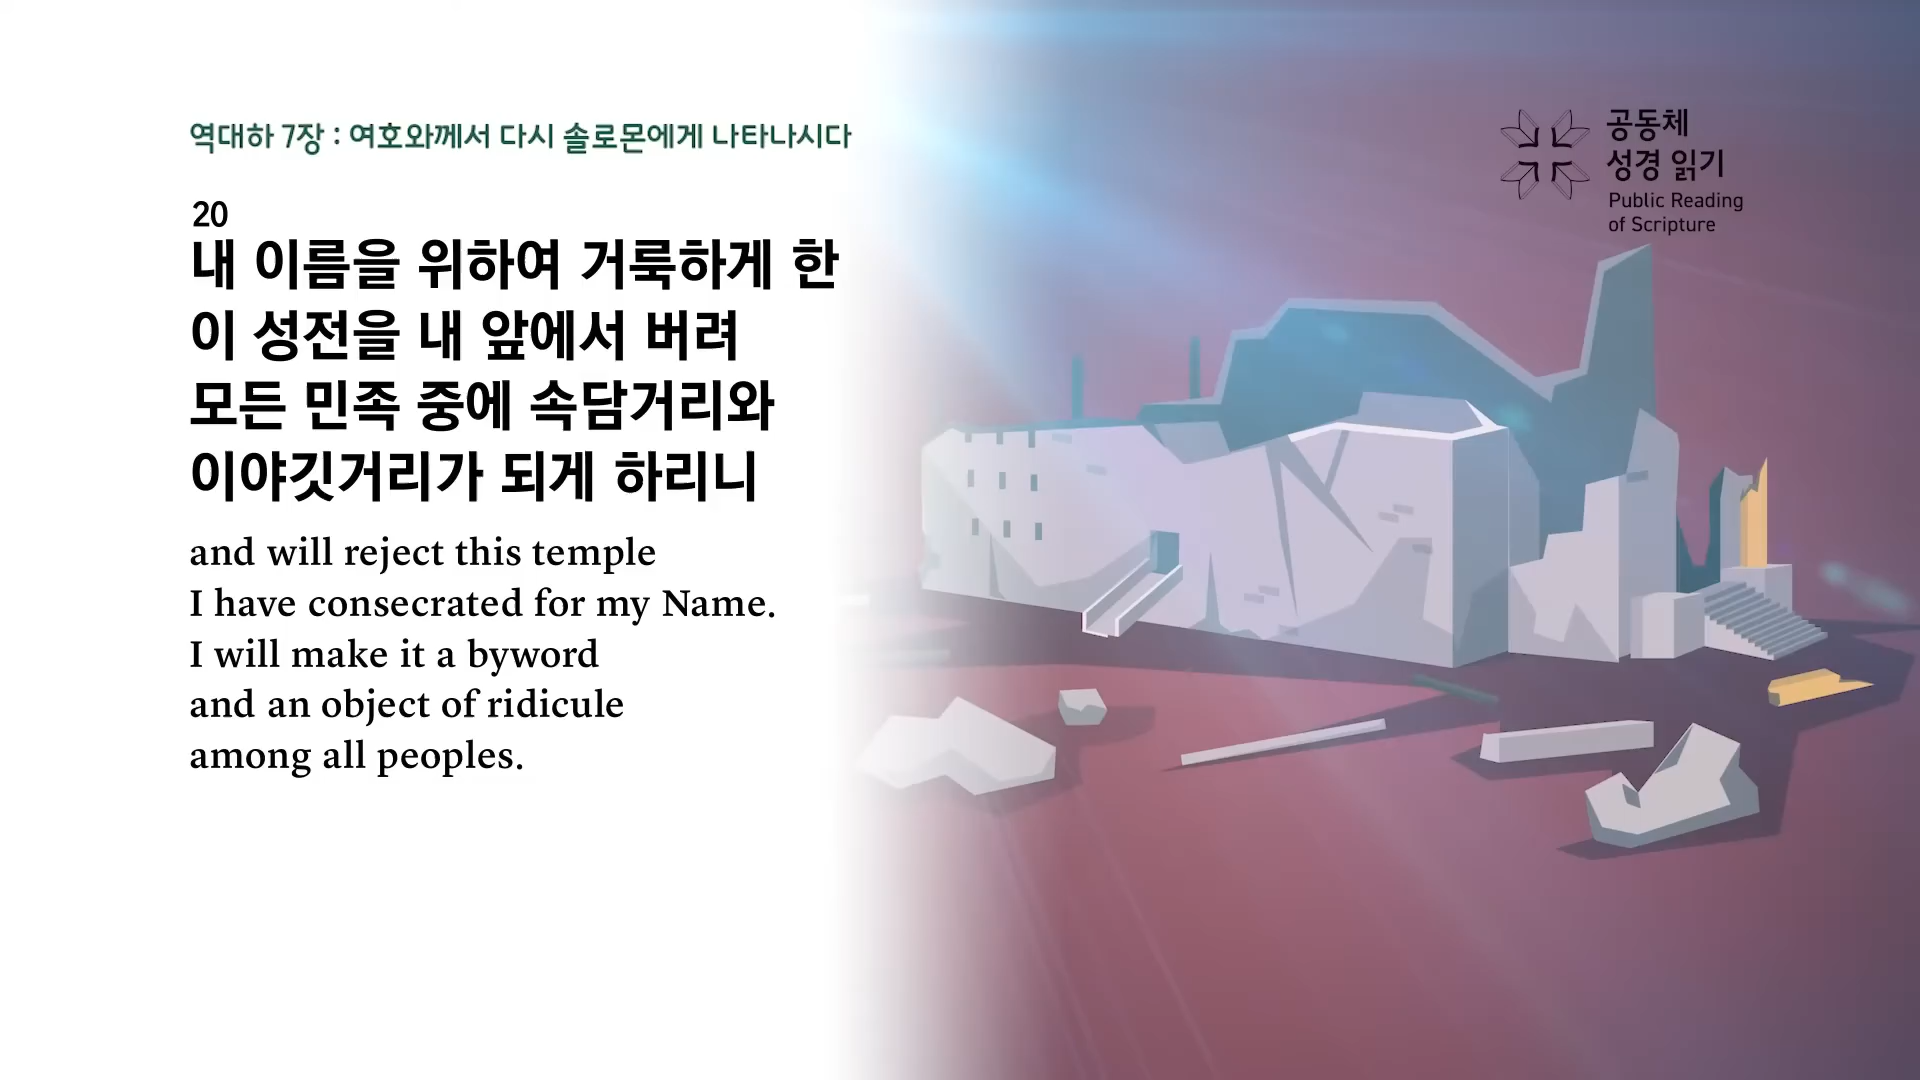 역대하 7장 : 여호와께서 다시 솔로몬에게 나타나시다
20
내 이름을 위하여 거룩하게 한
이 성전을 내 앞에서 버려
모든 민족 중에 속담거리와
이야깃거리가 되게 하리니
and will reject this temple
I have consecrated for my Name.
I will make it a byword
and an object of ridicule
among all peoples.
공동체
성경 읽기
Public Reading
of Scripture